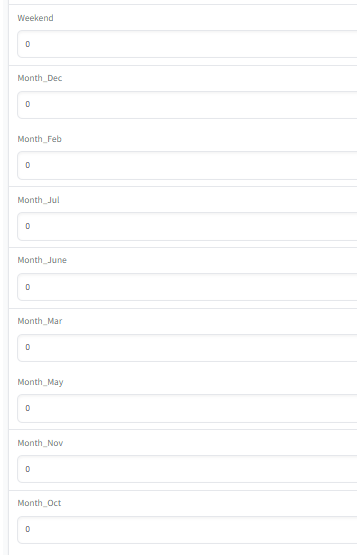 Weekend
0
Month_Dec
0
Month_Feb
0
Month_Jul
0
Month_June
0
Month_Mar
0
Month_May
0
Month_Nov
0
Month_Oct
0